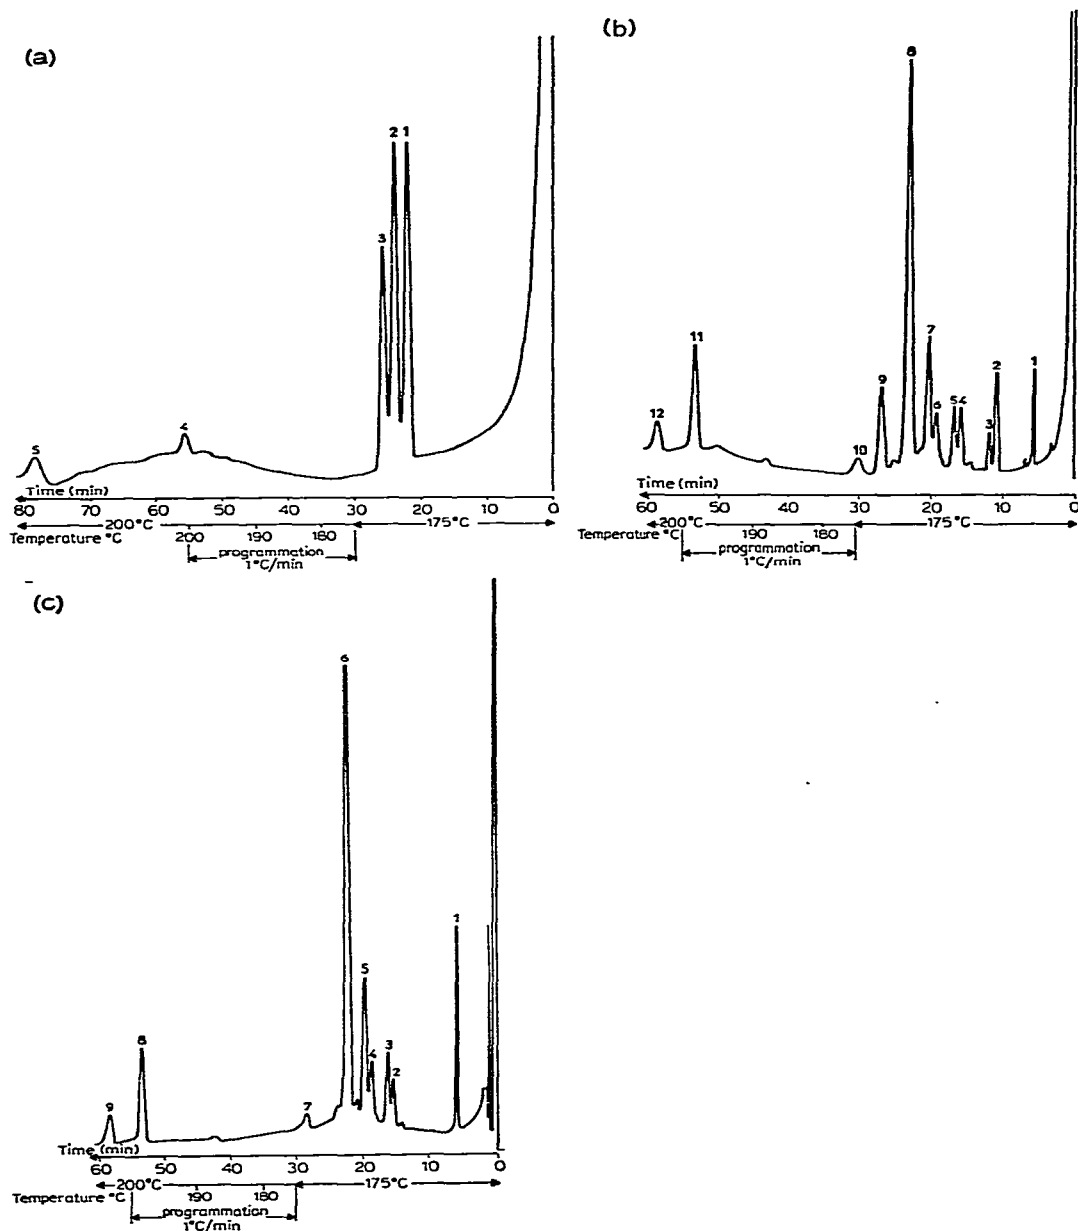 (a)
2 1
3
4
5
Time (min)
80 70 60 50 40 30 20 10 0
200°C 175°C
Temperature °C 200 190 180
programmation
1°C/min
(b)
8
7
11
1
2
9
6
12
5 4
3
10
Time (min)
60 50 40 30 20 10 0
200°C 175°C
Temperature °C 190 180
programmation
1°C/min
(c)
6
1
5
8
3
4
2
9
7
Time (min)
60 50 40 30 20 10 0
200°C 175°C
Temperature °C 190 180
programmation
1°C/min